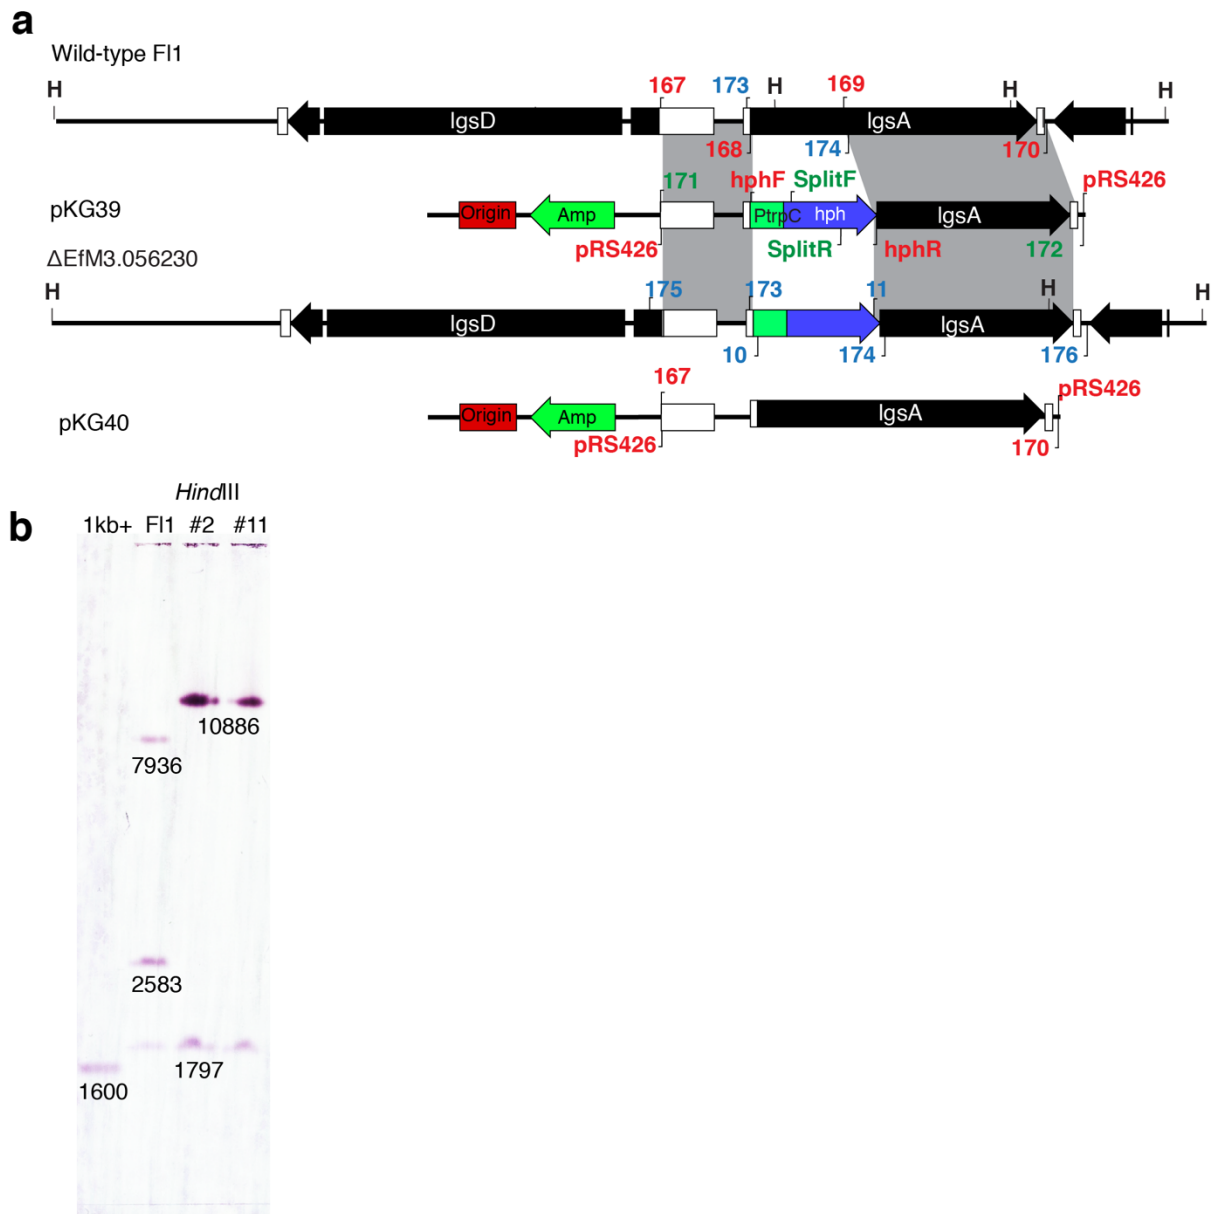 a
Wild-type Fl1
H 167 173 H 169 H H
lgsD lgsA
168 174 170
171 hphF SplitF pRS426
pKG39 Origin Amp PtrpC hph lgsA
pRS426 SplitR hphR 172
ΔEfM3.056230
H 175 173 11 H H
lgsD lgsA
10 174 176
167 pRS426
pKG40 Origin Amp lgsA
pRS426 170
b
HindIII
1kb+ Fl1 #2 #11
10886
7936
2583
1797
1600